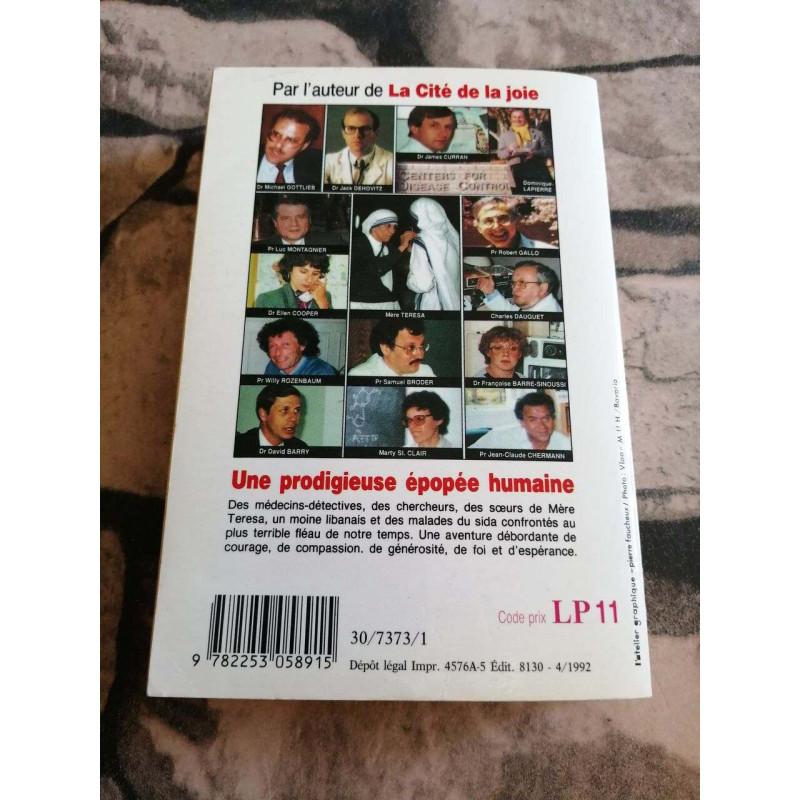 Par l'auteur de La Cité de la joie
Dr Michael GOTTLIEB
Dr Jack DEHOVITZ
Dr James CURRAN
CENTERS FOR
DISEASE CONTROL
Dominique
LAPIERRE
Pr Luc MONTAGNIER
Mère TERESA
Pr Robert GALLO
Dr Ellen COOPER
Charles DAUGUET
Pr Willy ROZENBAUM
Pr Samuel BRODER
Dr Françoise BARRE-SINOUSSI
Dr David BARRY
Marty St. CLAIR
Pr Jean-Claude CHERMANN
Une prodigieuse épopée humaine
Des médecins-détectives, des chercheurs, des sœurs de Mère
Teresa, un moine libanais et des malades du sida confrontés au
plus terrible fléau de notre temps. Une aventure débordante de
courage, de compassion. de générosité, de foi et d'espérance.
Code prix LP 11
30/7373/1
9 782253 058915
Dépôt légal Impr. 4576A-5 Édit. 8130 - 4/1992
l'atelier graphique - pierre faucheux / Photo: Vloo - /Bavaria